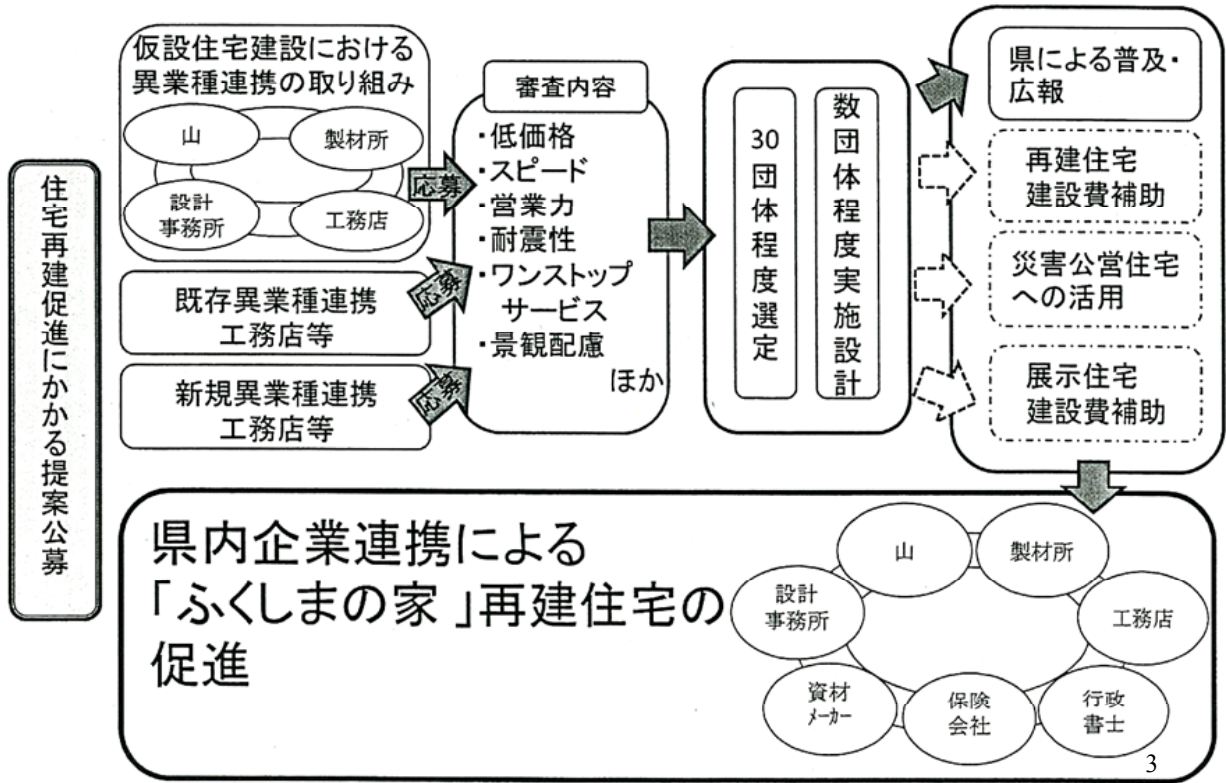 住宅再建促進にかかる提案公募
仮設住宅建設における
異業種連携の取り組み
山
製材所
設計
事務所
工務店
既存異業種連携
工務店等
新規異業種連携
工務店等
応募
応募
応募
審査内容
・低価格
・スピード
・営業力
・耐震性
・ワンストップ
サービス
・景観配慮
ほか
30団体程度選定
数団体程度実施設計
県による普及・
広報
再建住宅
建設費補助
災害公営住宅
への活用
展示住宅
建設費補助
県内企業連携による
「ふくしまの家」再建住宅の
促進
山
製材所
設計
事務所
工務店
資材
メーカー
保険
会社
行政
書士
3